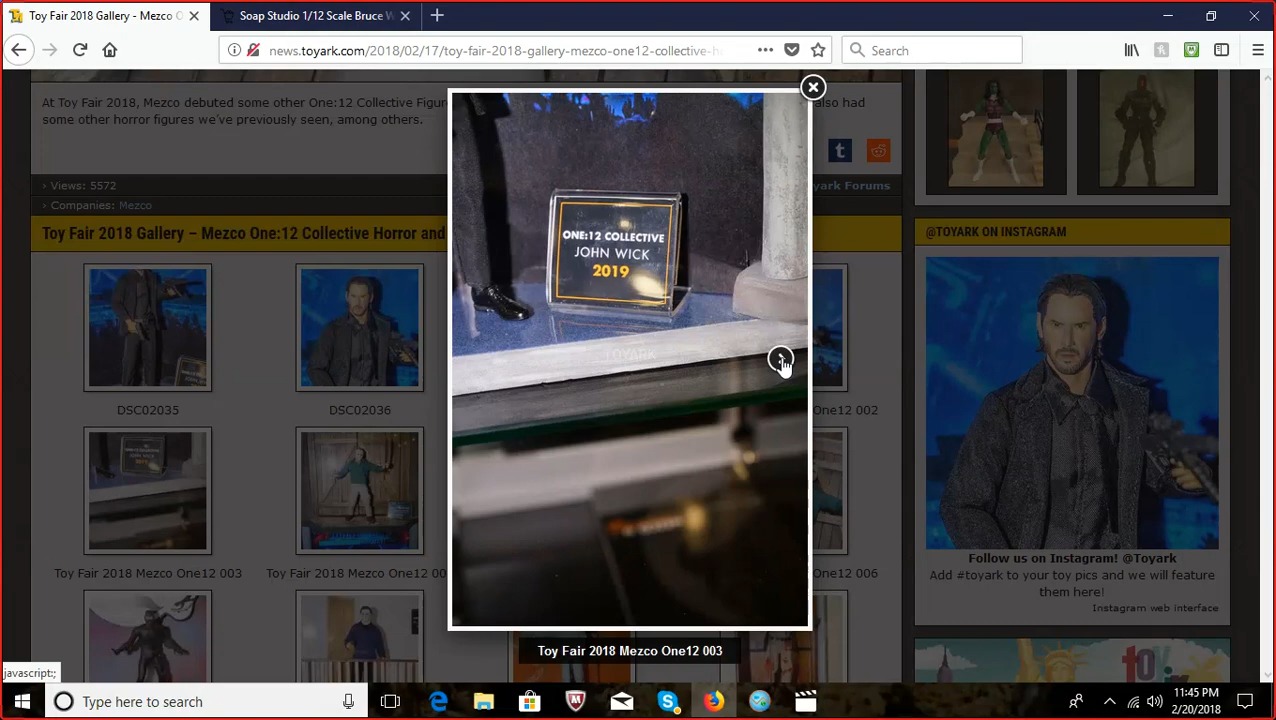 Toy Fair 2018 Gallery – Mezco O
Soap Studio 1/12 Scale Bruce W
news.toyark.com/2018/02/17/toy-fair-2018-gallery-mezco-one12-collective-h
Search
At Toy Fair 2018, Mezco debuted some other One:12 Collective Figur
also had
some other horror figures we've previously seen, among others.
› Views: 5572
yark Forums
› Companies: Mezco
Toy Fair 2018 Gallery – Mezco One:12 Collective Horror and
@TOYARK ON INSTAGRAM
ONE:12 COLLECTIVE
JOHN WICK
2019
TOYARK
DSC02035
DSC02036
One12 002
Toy Fair 2018 Mezco One12 003
Toy Fair 2018 Mezco One12 00
One12 006
Follow us on Instagram! @Toyark
Add #toyark to your toy pics and we will feature
them here!
Instagram web interface
Toy Fair 2018 Mezco One12 003
javascript:;
Type here to search
11:45 PM
2/20/2018